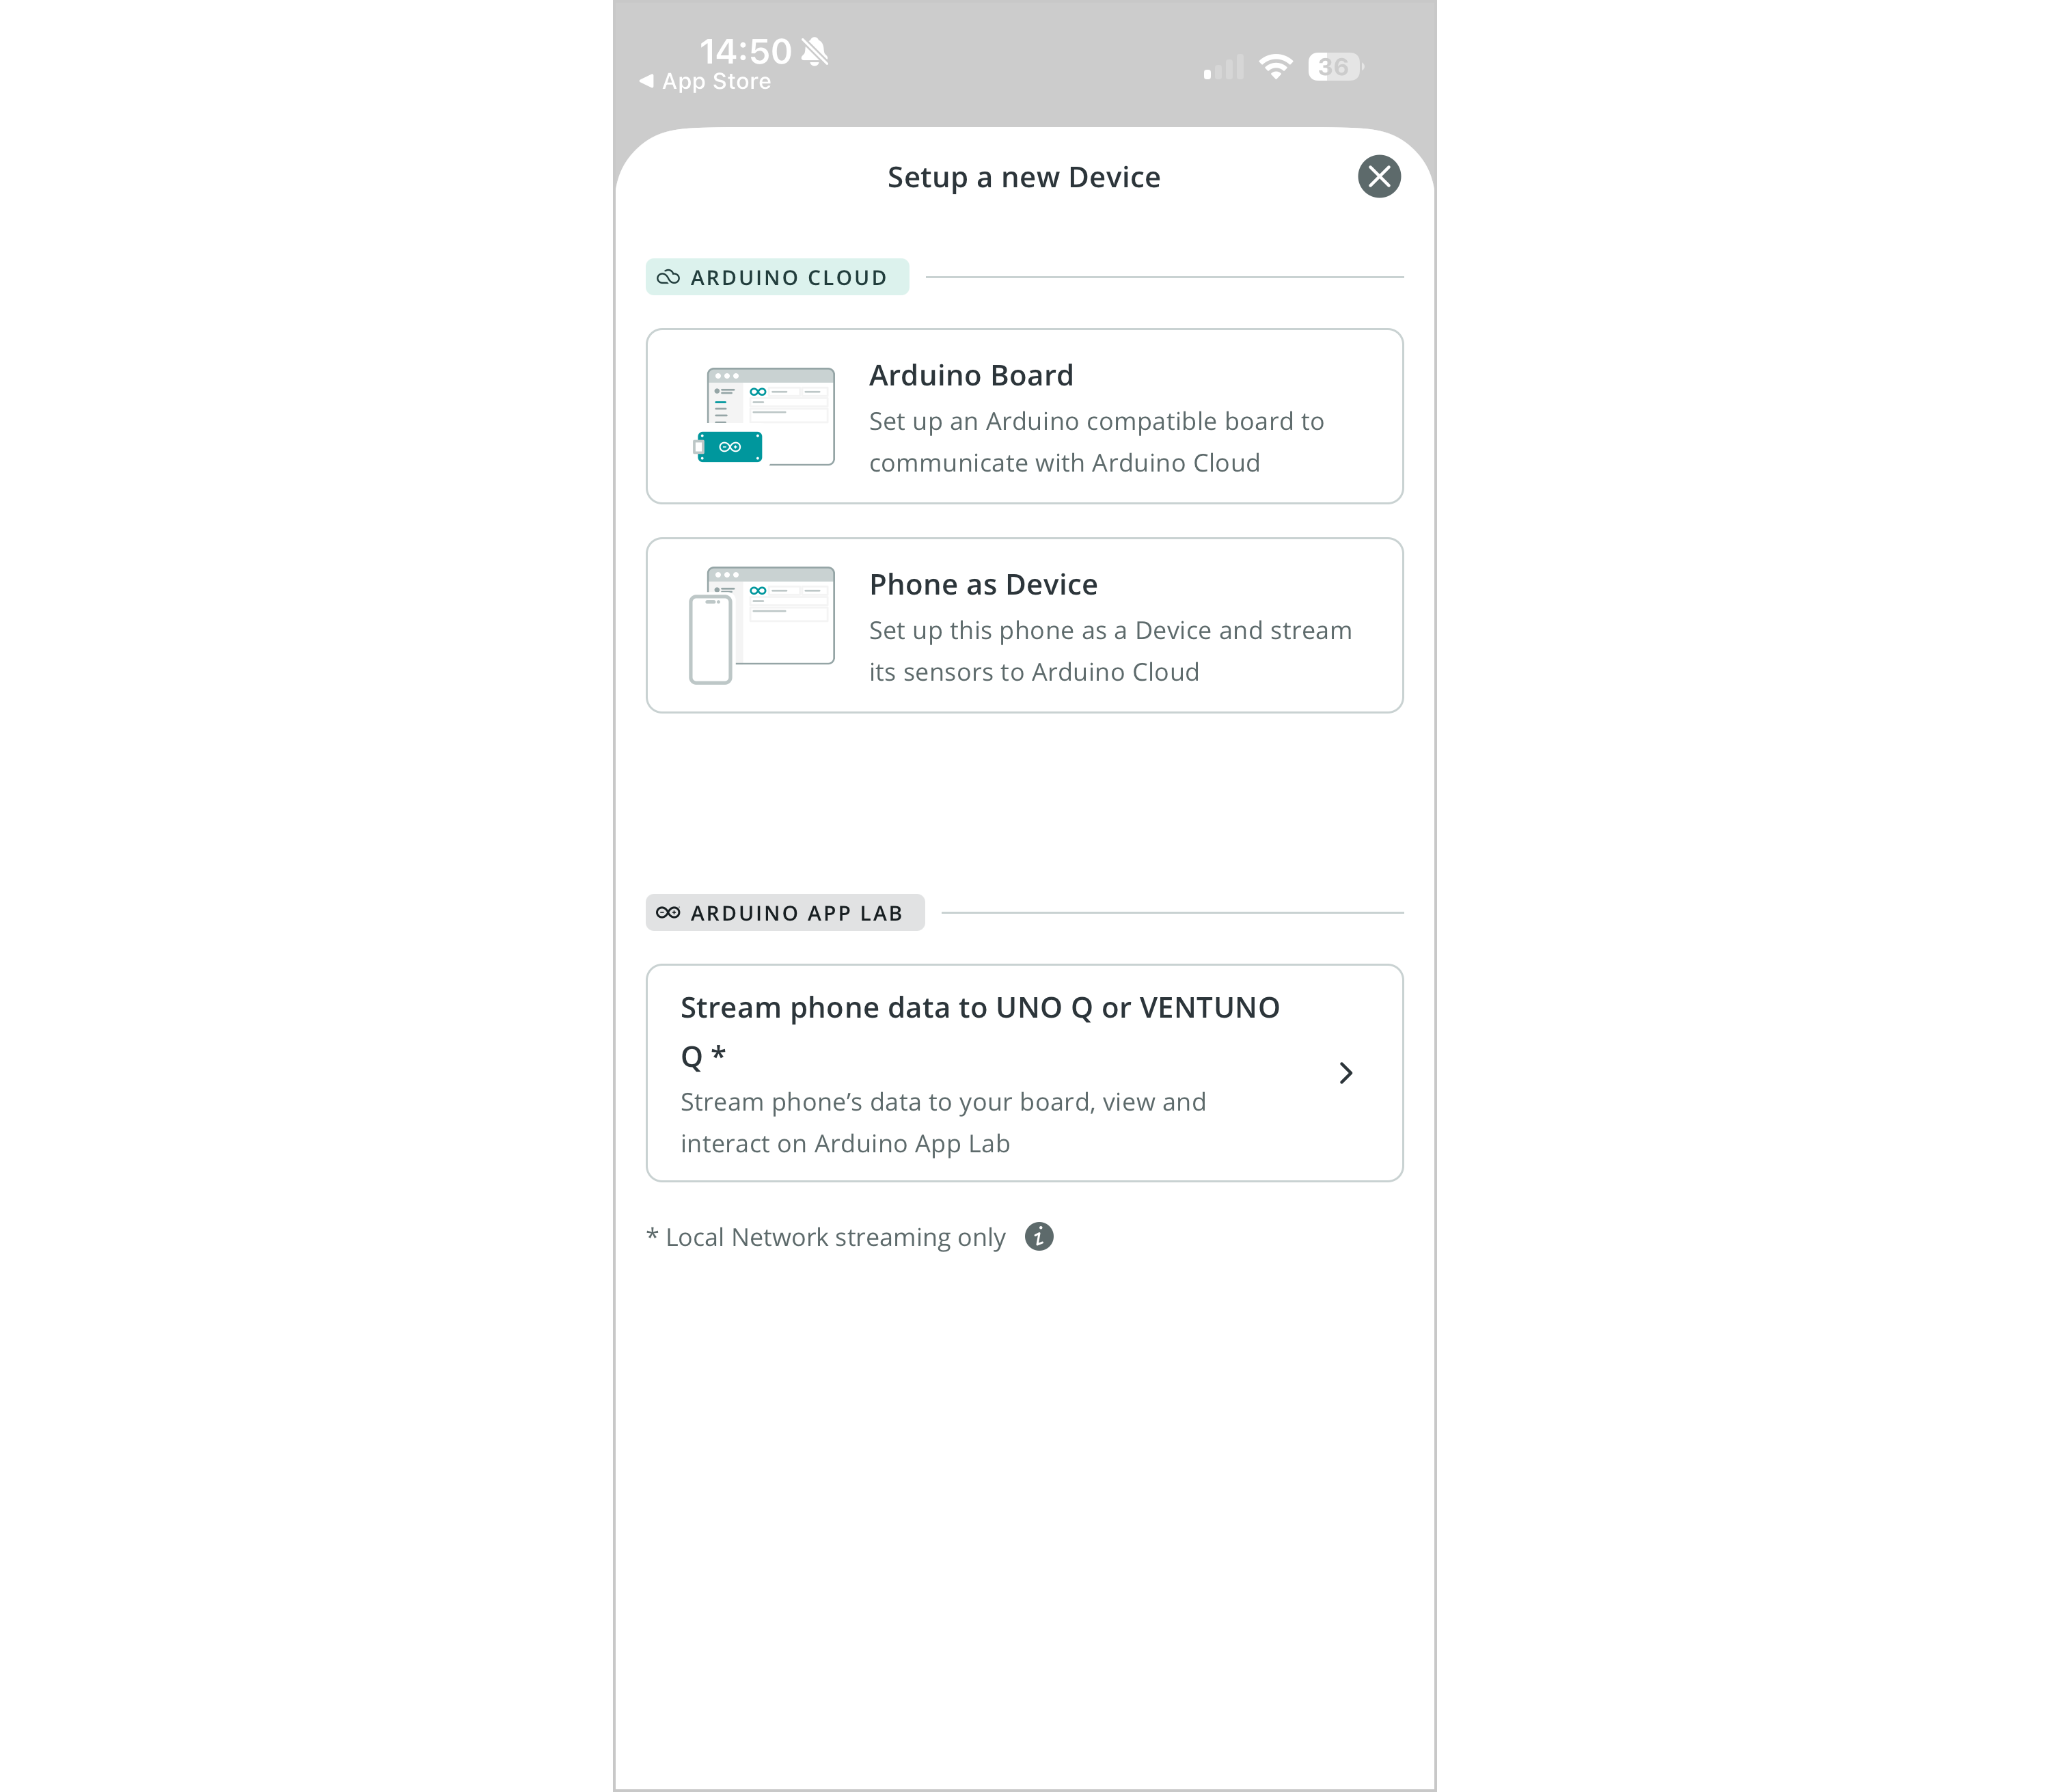 14:50
App Store
36
Setup a new Device
ARDUINO CLOUD
Arduino Board
Set up an Arduino compatible board to
communicate with Arduino Cloud
Phone as Device
Set up this phone as a Device and stream
its sensors to Arduino Cloud
ARDUINO APP LAB
Stream phone data to UNO Q or VENTUNO
Q *
Stream phone’s data to your board, view and
interact on Arduino App Lab
* Local Network streaming only